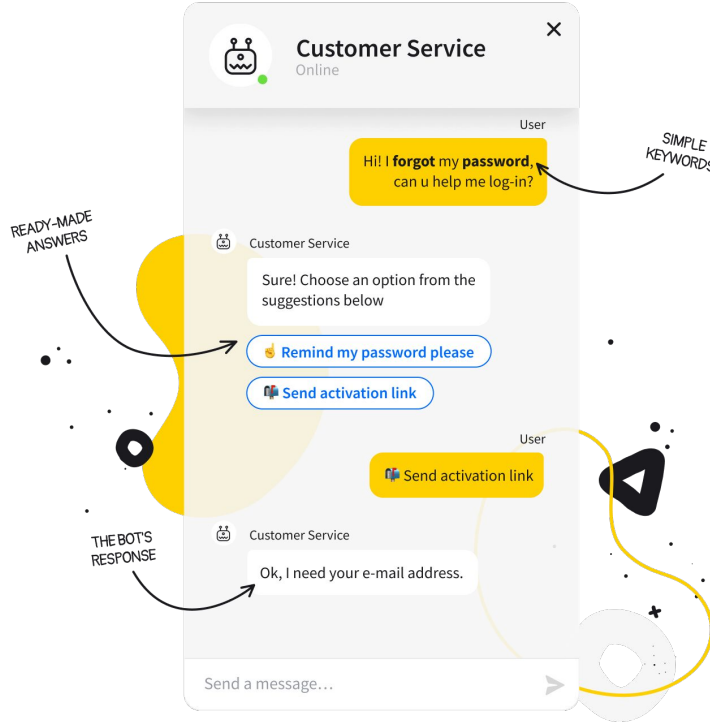 Customer Service
Online
User
Hi! I forgot my password,
can u help me log-in?
SIMPLE
KEYWORDS
READY-MADE
ANSWERS
Customer Service
Sure! Choose an option from the
suggestions below
☝️ Remind my password please
📬 Send activation link
User
📬 Send activation link
THE BOT'S
RESPONSE
Customer Service
Ok, I need your e-mail address.
Send a message...